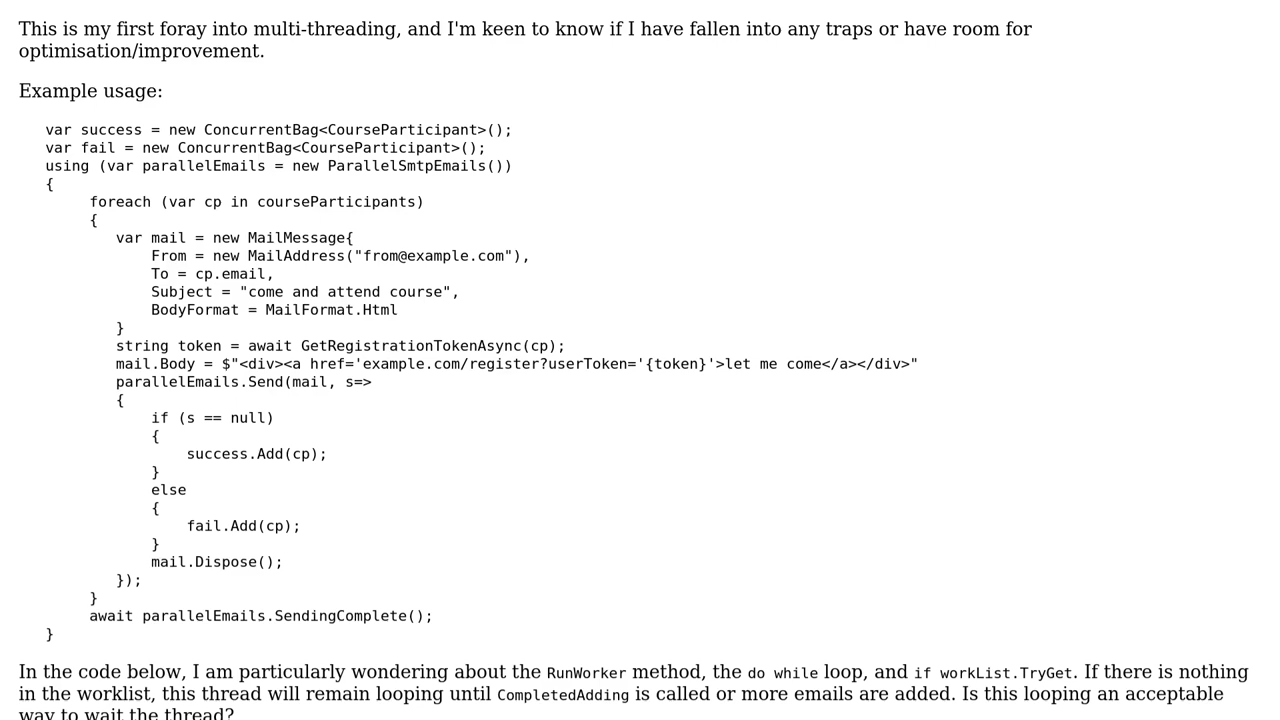 This is my first foray into multi-threading, and I'm keen to know if I have fallen into any traps or have room for
optimisation/improvement.
Example usage:
var success = new ConcurrentBag<CourseParticipant>();
var fail = new ConcurrentBag<CourseParticipant>();
using (var parallelEmails = new ParallelSmtpEmails())
{
foreach (var cp in courseParticipants)
{
var mail = new MailMessage{
From = new MailAddress("from@example.com"),
To = cp.email,
Subject = "come and attend course",
BodyFormat = MailFormat.Html
}
string token = await GetRegistrationTokenAsync(cp);
mail.Body = $"<div><a href='example.com/register?userToken='{token}'>let me come</a></div>"
parallelEmails.Send(mail, s=>
{
if (s == null)
{
success.Add(cp);
}
else
{
fail.Add(cp);
}
mail.Dispose();
});
}
await parallelEmails.SendingComplete();
}
In the code below, I am particularly wondering about the RunWorker method, the do while loop, and if workList.TryGet. If there is nothing
in the worklist, this thread will remain looping until CompletedAdding is called or more emails are added. Is this looping an acceptable
way to wait the thread?